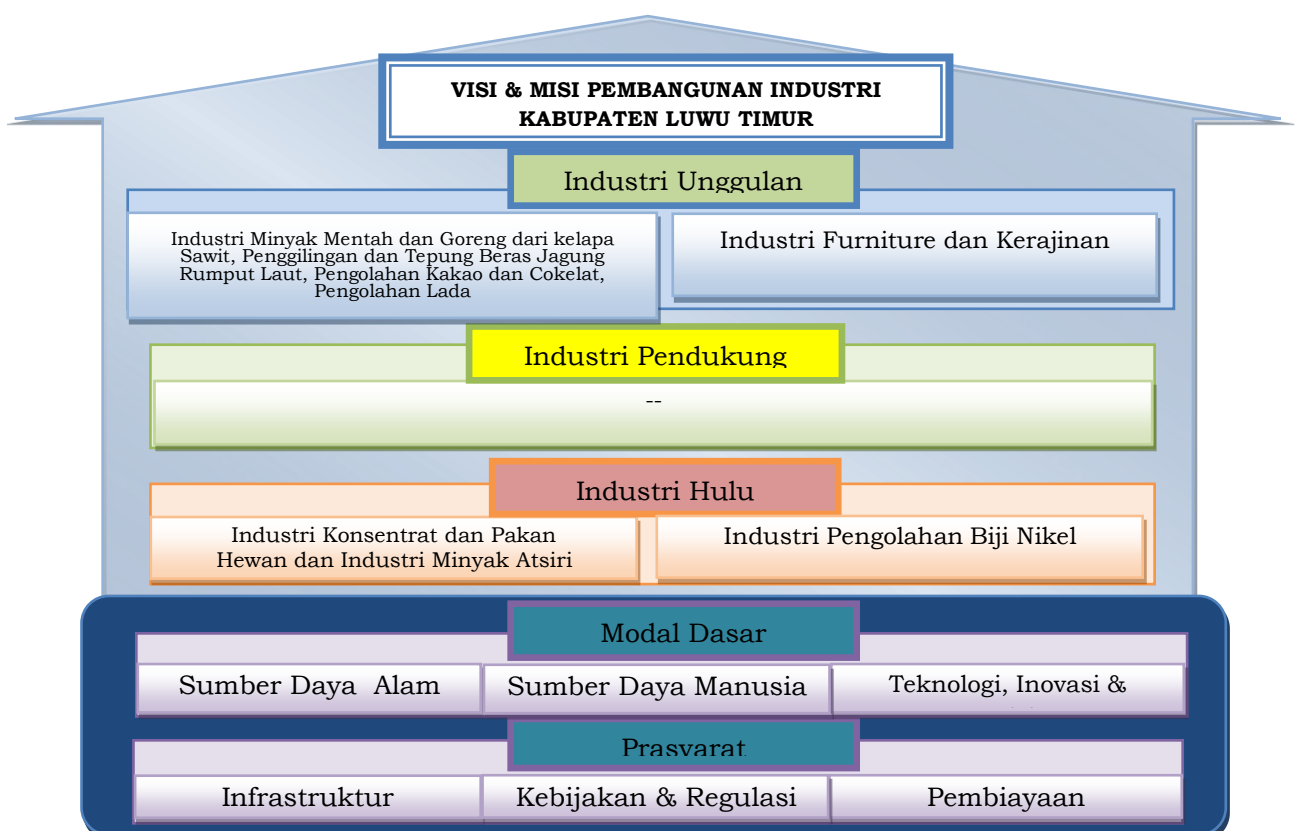 VISI & MISI PEMBANGUNAN INDUSTRI
KABUPATEN LUWU TIMUR
Industri Unggulan
Industri Minyak Mentah dan Goreng dari kelapa
Sawit, Penggilingan dan Tepung Beras Jagung
Rumput Laut, Pengolahan Kakao dan Cokelat,
Pengolahan Lada
Industri Furniture dan Kerajinan
Industri Pendukung
--
Industri Hulu
Industri Konsentrat dan Pakan
Hewan dan Industri Minyak Atsiri
Industri Pengolahan Biji Nikel
Modal Dasar
Sumber Daya Alam
Sumber Daya Manusia
Teknologi, Inovasi &
Prasyarat
Infrastruktur
Kebijakan & Regulasi
Pembiayaan